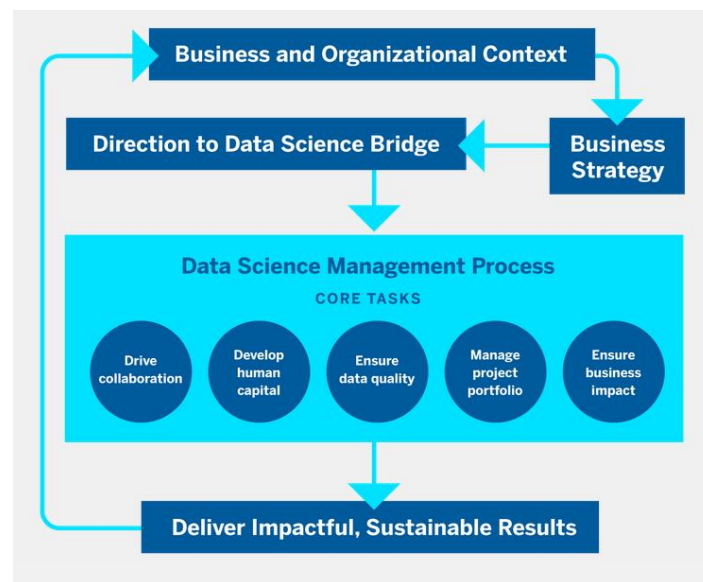 Business and Organizational Context
Direction to Data Science Bridge
Business
Strategy
Data Science Management Process
CORE TASKS
Drive
collaboration
Develop
human
capital
Ensure
data quality
Manage
project
portfolio
Ensure
business
impact
Deliver Impactful, Sustainable Results